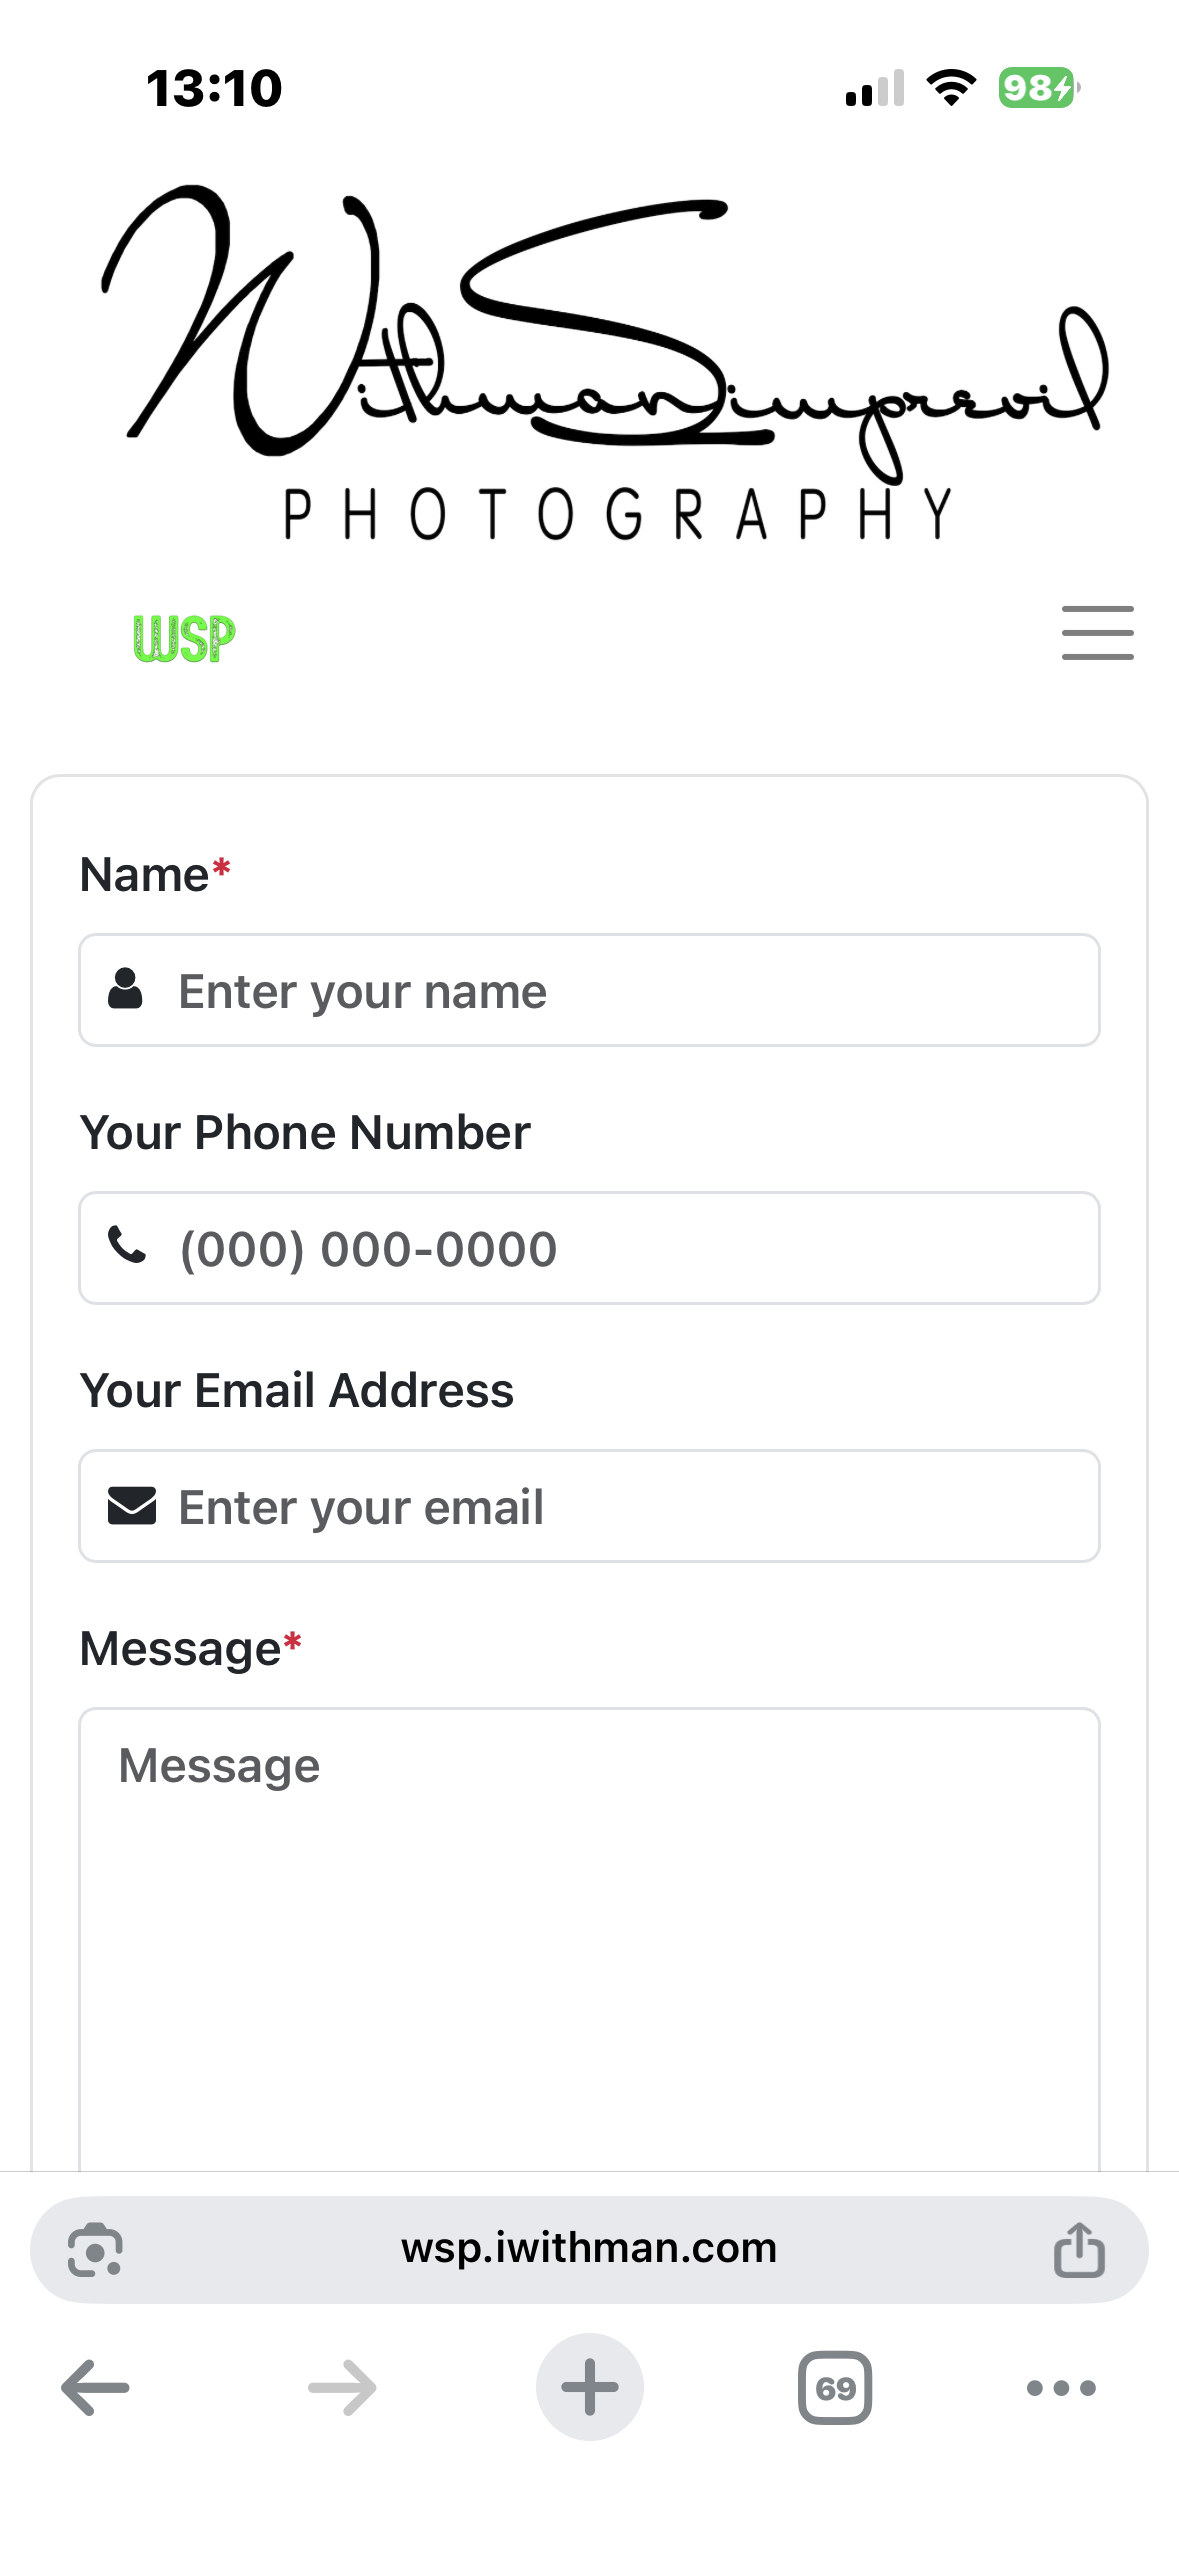 13:10
98
Withman Simprevil
PHOTOGRAPHY
WSP
Name*
Enter your name
Your Phone Number
(000) 000-0000
Your Email Address
Enter your email
Message*
Message
wsp.iwithman.com
69